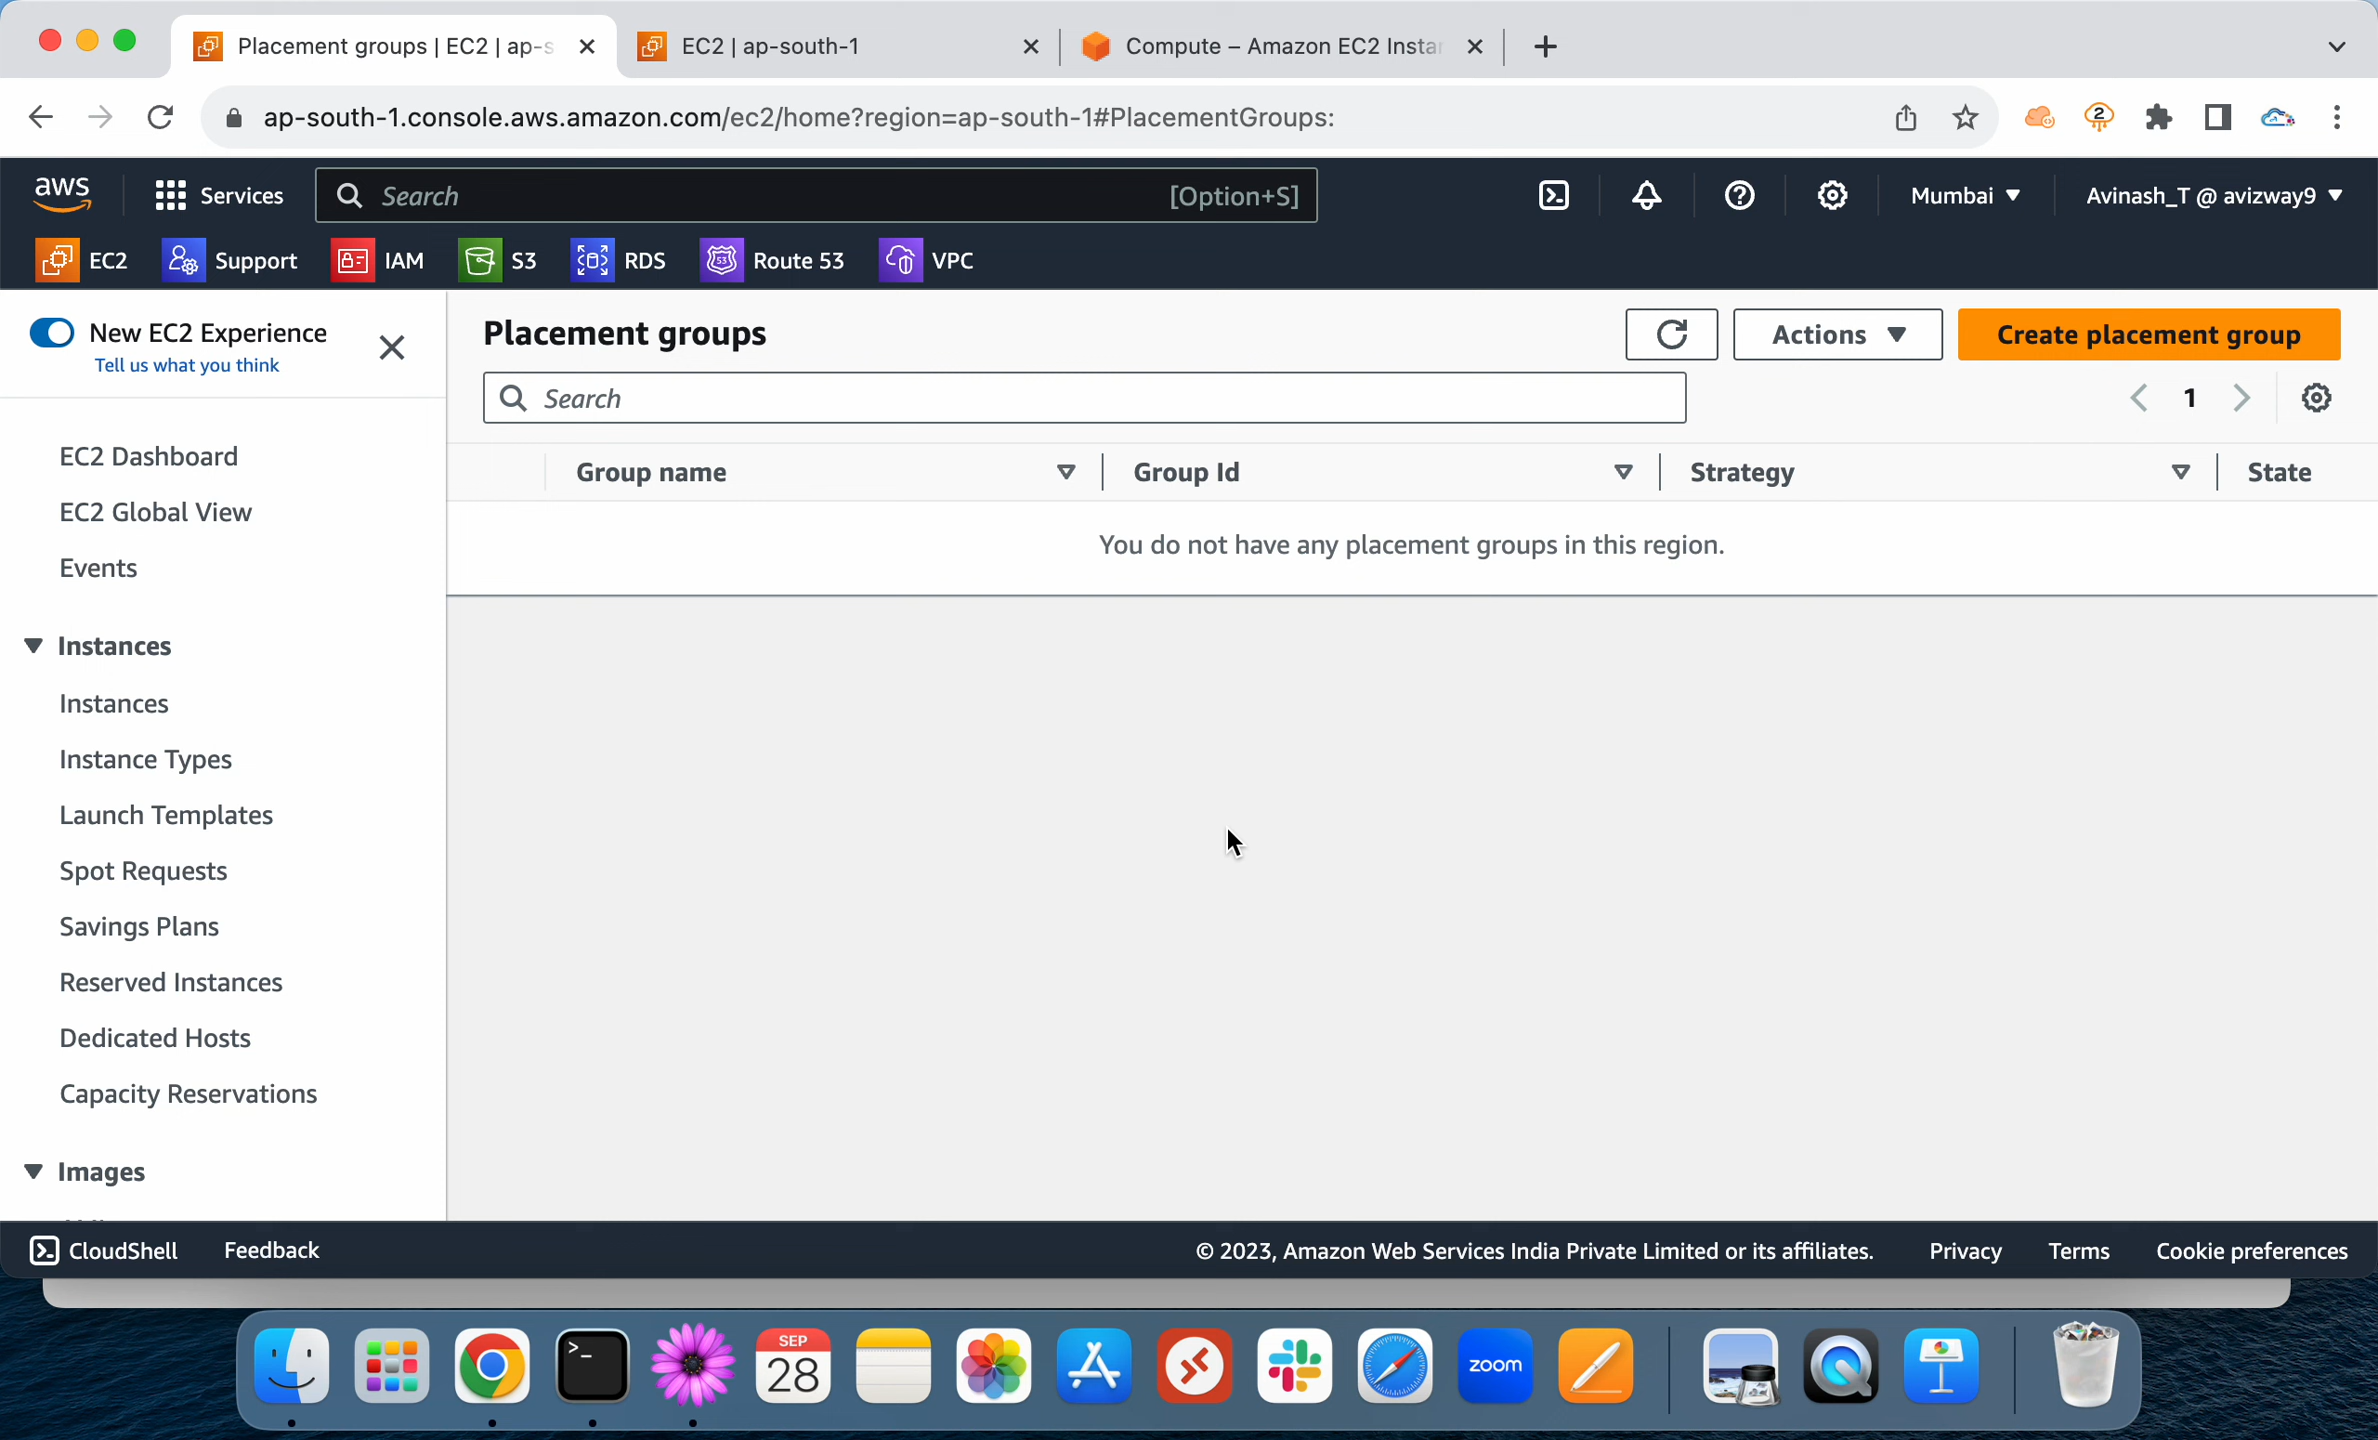 Placement groups | EC2 | ap-s
EC2 | ap-south-1
Compute – Amazon EC2 Insta
ap-south-1.console.aws.amazon.com/ec2/home?region=ap-south-1#PlacementGroups:
2
aws
Services
Search
[Option+S]
Mumbai
Avinash_T @ avizway9
EC2
Support
IAM
S3
RDS
53
Route 53
VPC
New EC2 Experience
Tell us what you think
EC2 Dashboard
EC2 Global View
Events
Instances
Instances
Instance Types
Launch Templates
Spot Requests
Savings Plans
Reserved Instances
Dedicated Hosts
Capacity Reservations
Images
Placement groups
Actions
Create placement group
Search
1
Group name
Group Id
Strategy
State
You do not have any placement groups in this region.
CloudShell
Feedback
© 2023, Amazon Web Services India Private Limited or its affiliates.
Privacy
Terms
Cookie preferences
SEP
28
zoom